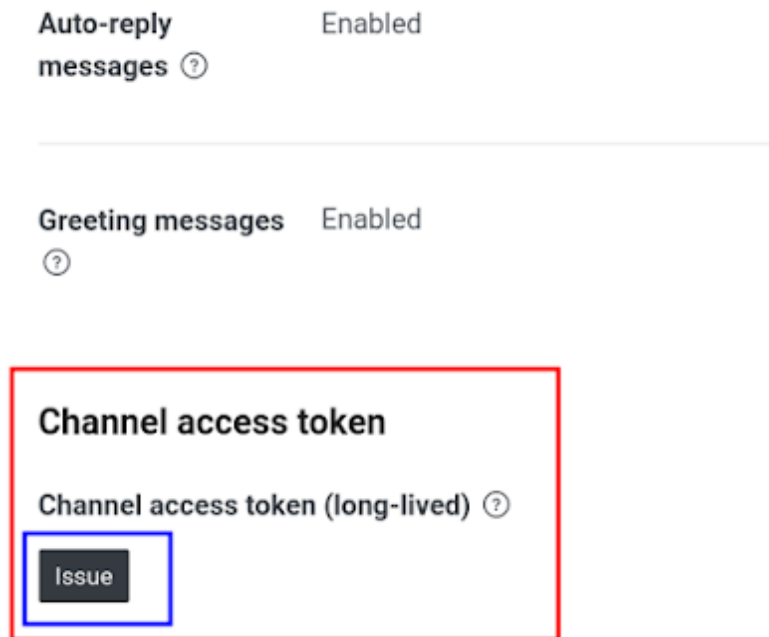 Auto-reply Enabled
messages ?
Greeting messages Enabled
?
Channel access token
Channel access token (long-lived) ?
Issue